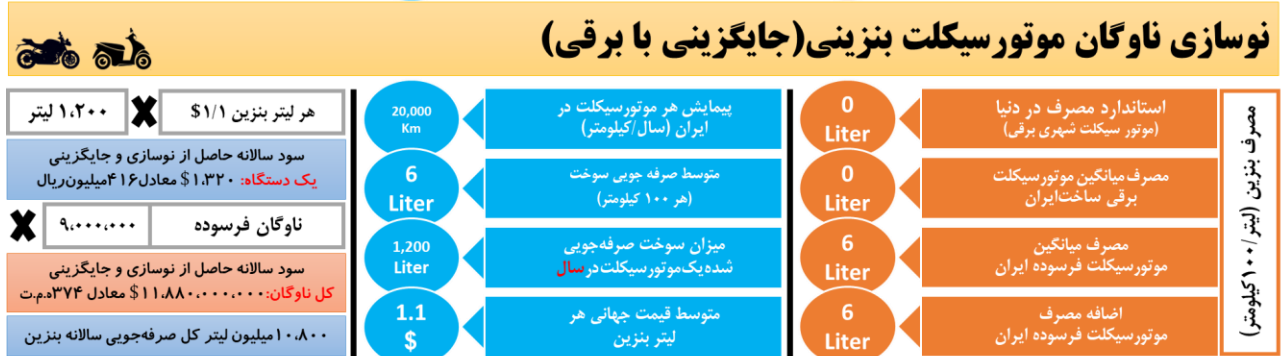 نوسازی ناوگان موتورسیکلت بنزینی(جایگزینی با برقی)
مصرف بنزین (لیتر/۱۰۰کیلومتر)
استاندارد مصرف در دنیا
(موتور سیکلت شهری برقی)
0
Liter
مصرف میانگین موتورسیکلت
برقی ساخت ایران
0
Liter
مصرف میانگین
موتورسیکلت فرسوده ایران
6
Liter
اضافه مصرف
موتورسیکلت فرسوده ایران
6
Liter
پیمایش هر موتورسیکلت در
ایران (سال/کیلومتر)
20,000
Km
متوسط صرفه جویی سوخت
(هر ۱۰۰ کیلومتر)
6
Liter
میزان سوخت صرفه‌جویی
شده یک موتورسیکلت در سال
1,200
Liter
متوسط قیمت جهانی هر
لیتر بنزین
1.1
$
هر لیتر بنزین ۱/۱$
۱،۲۰۰ لیتر
سود سالانه حاصل از نوسازی و جایگزینی
یک دستگاه: ۱،۳۲۰$ معادل ۴۱۶میلیون‌ریال
ناوگان فرسوده
۹،۰۰۰،۰۰۰
سود سالانه حاصل از نوسازی و جایگزینی
کل ناوگان: ۱۱،۸۸۰،۰۰۰،۰۰۰$ معادل ۳۷۴ه.م.ت
۱۰،۸۰۰میلیون لیتر کل صرفه‌جویی سالانه بنزین